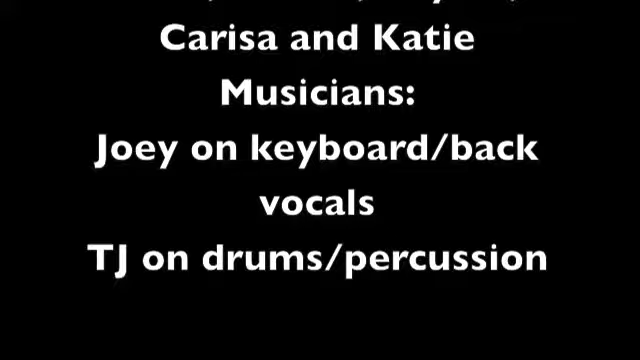 Carisa and Katie
Musicians:
Joey on keyboard/back
vocals
TJ on drums/percussion